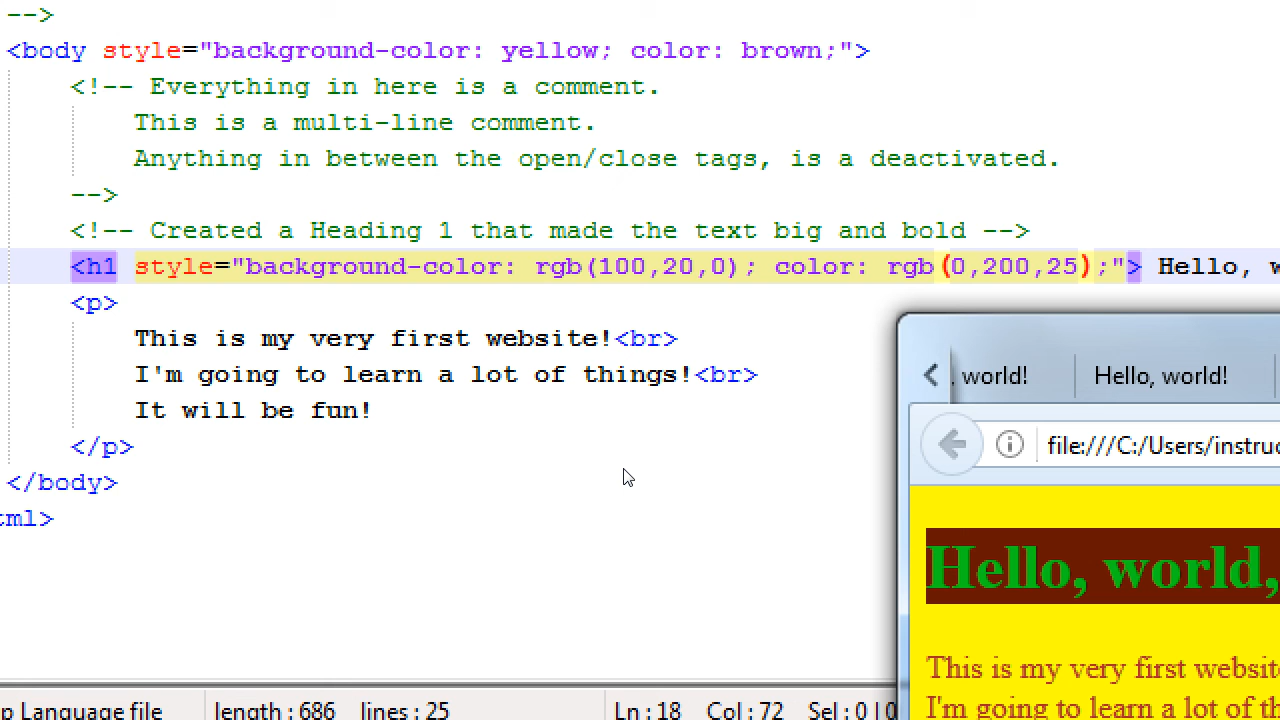 -->
<body style="background-color: yellow; color: brown;">
<!-- Everything in here is a comment.
This is a multi-line comment.
Anything in between the open/close tags, is a deactivated.
-->
<!-- Created a Heading 1 that made the text big and bold -->
<h1 style="background-color: rgb(100,20,0); color: rgb(0,200,25);"> Hello, w
<p>
This is my very first website!<br>
I'm going to learn a lot of things!<br>
It will be fun!
</p>
</body>
tml>
. world! Hello, world!
file:///C:/Users/instruc
Hello, world,
This is my very first website
I'm going to learn a lot of th
p Language file length : 686 lines : 25 Ln : 18 Col : 72 Sel : 0 | 0